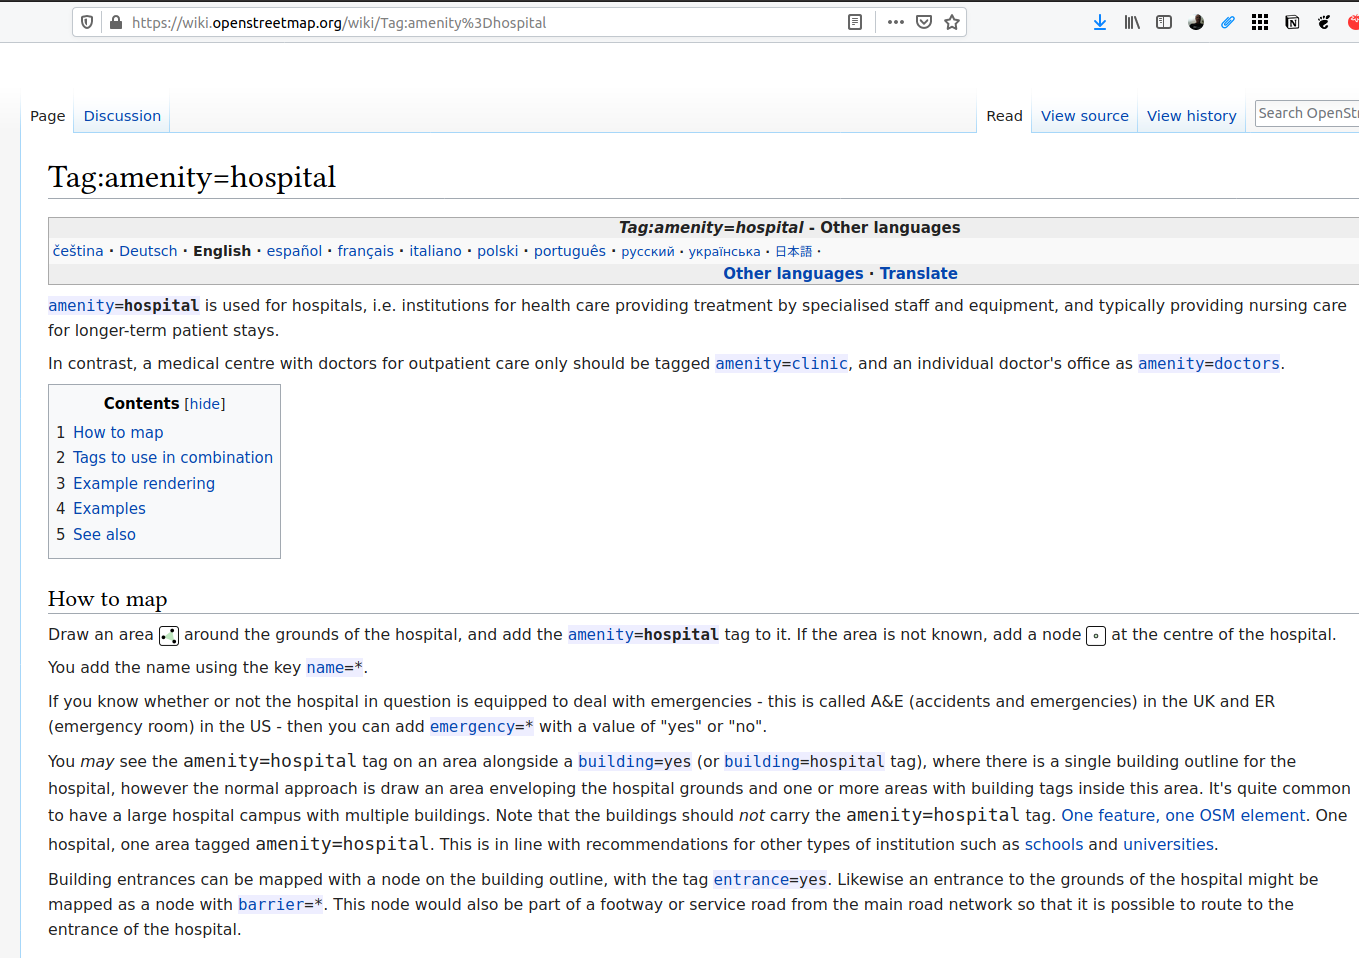 https://wiki.openstreetmap.org/wiki/Tag:amenity%3Dhospital
Page Discussion Read View source View history Search OpenStr
Tag:amenity=hospital
Tag:amenity=hospital - Other languages
čeština · Deutsch · English · español · français · italiano · polski · português · русский · українська · 日本語 ·
Other languages · Translate
amenity=hospital is used for hospitals, i.e. institutions for health care providing treatment by specialised staff and equipment, and typically providing nursing care
for longer-term patient stays.
In contrast, a medical centre with doctors for outpatient care only should be tagged amenity=clinic, and an individual doctor's office as amenity=doctors.
Contents [hide]
1 How to map
2 Tags to use in combination
3 Example rendering
4 Examples
5 See also
How to map
Draw an area around the grounds of the hospital, and add the amenity=hospital tag to it. If the area is not known, add a node at the centre of the hospital.
You add the name using the key name=*.
If you know whether or not the hospital in question is equipped to deal with emergencies - this is called A&E (accidents and emergencies) in the UK and ER
(emergency room) in the US - then you can add emergency=* with a value of "yes" or "no".
You may see the amenity=hospital tag on an area alongside a building=yes (or building=hospital tag), where there is a single building outline for the
hospital, however the normal approach is draw an area enveloping the hospital grounds and one or more areas with building tags inside this area. It's quite common
to have a large hospital campus with multiple buildings. Note that the buildings should not carry the amenity=hospital tag. One feature, one OSM element. One
hospital, one area tagged amenity=hospital. This is in line with recommendations for other types of institution such as schools and universities.
Building entrances can be mapped with a node on the building outline, with the tag entrance=yes. Likewise an entrance to the grounds of the hospital might be
mapped as a node with barrier=*. This node would also be part of a footway or service road from the main road network so that it is possible to route to the
entrance of the hospital.